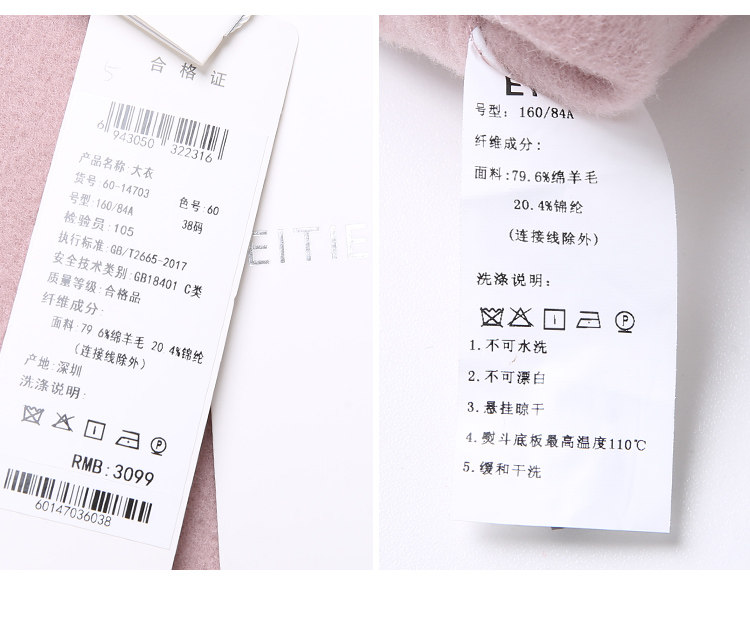 合格证
6 943050 322316
产品名称:大衣
货号:60-14703 色号:60
号型:160/84A 38码
检验员:105
执行标准:GB/T2665-2017
安全技术类别:GB18401 C类
质量等级:合格品
纤维成分:
面料:79.6%绵羊毛 20.4%锦纶
(连接线除外)
产地:深圳
洗涤说明:
RMB:3099
60147036038
EITIE
号型: 160/84A
纤维成分:
面料:79.6%绵羊毛
20.4%锦纶
(连接线除外)
洗涤说明:
1.不可水洗
2.不可漂白
3.悬挂晾干
4.熨斗底板最高温度110℃
5.缓和干洗